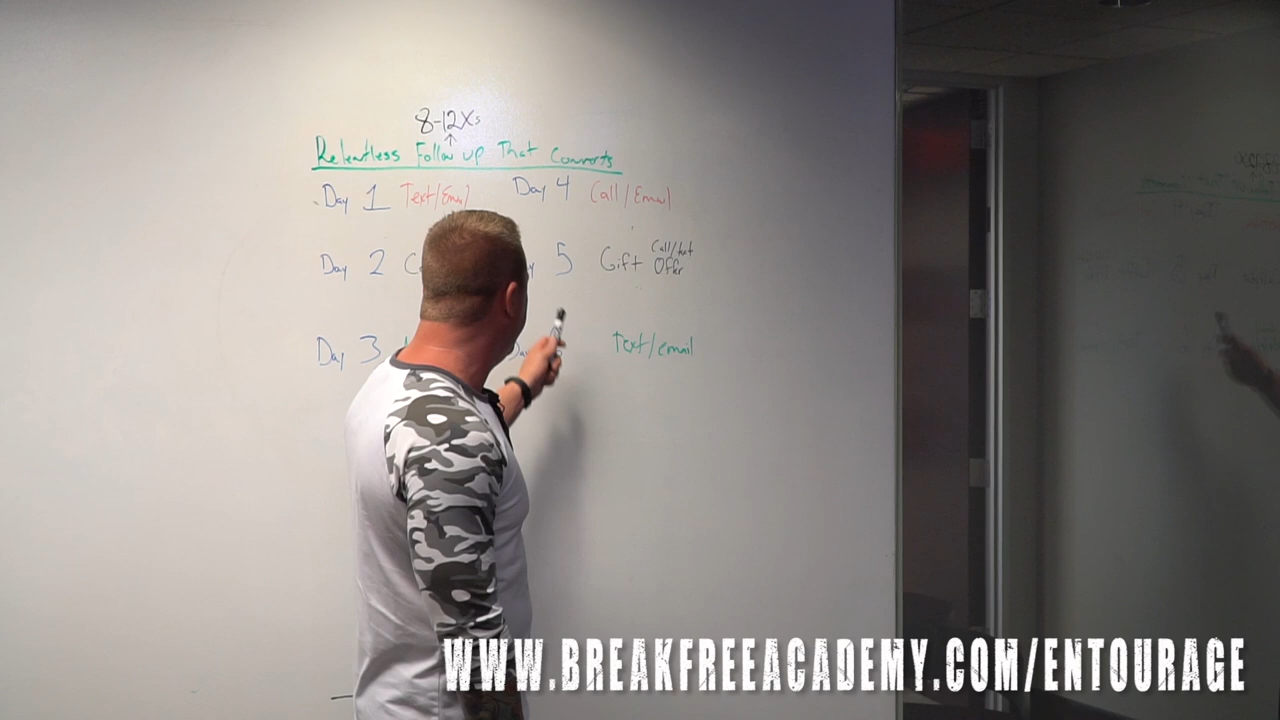 8-12Xs
Relentless Follow up That Converts
Day 1 Text/Email Day 4 Call/Email
Day 2 5 Gift Call/text Offer
Day 3 Text/email
WWW.BREAKFREEACADEMY.COM/ENTOURAGE